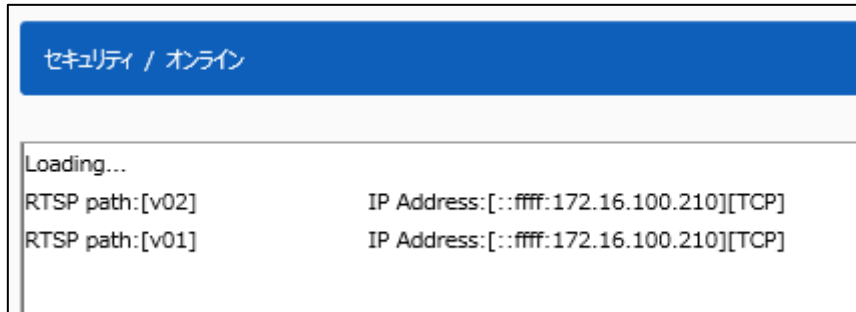 セキュリティ / オンライン
Loading...
RTSP path:[v02] IP Address:[::ffff:172.16.100.210][TCP]
RTSP path:[v01] IP Address:[::ffff:172.16.100.210][TCP]